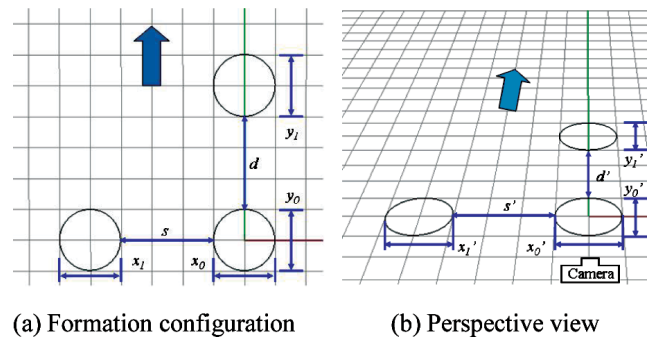 y₁
d
y₀
s
x₁
x₀
y₁'
d'
y₀'
s'
x₁'
x₀'
Camera
(a) Formation configuration
(b) Perspective view